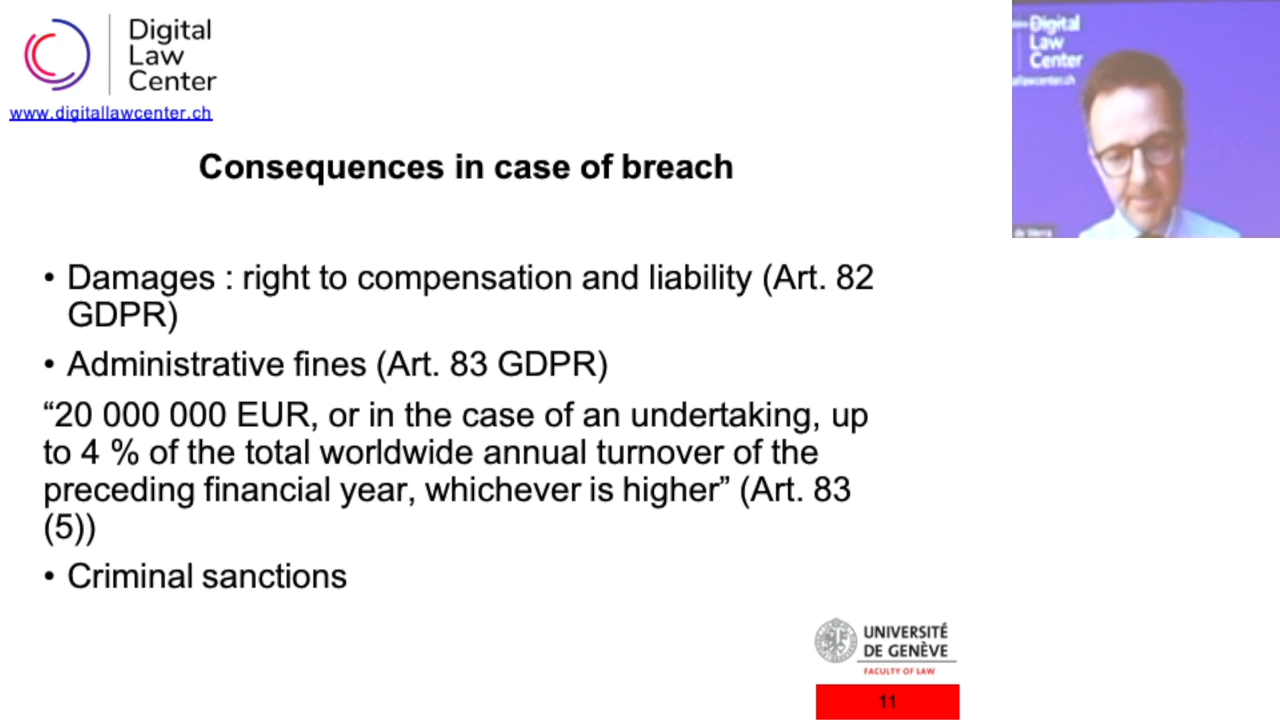 Digital
Law
Center
www.digitallawcenter.ch
Digital
Law
Center
Consequences in case of breach
• Damages : right to compensation and liability (Art. 82
GDPR)
• Administrative fines (Art. 83 GDPR)
“20 000 000 EUR, or in the case of an undertaking, up
to 4 % of the total worldwide annual turnover of the
preceding financial year, whichever is higher” (Art. 83
(5))
• Criminal sanctions
UNIVERSITÉ
DE GENÈVE
FACULTY OF LAW
11